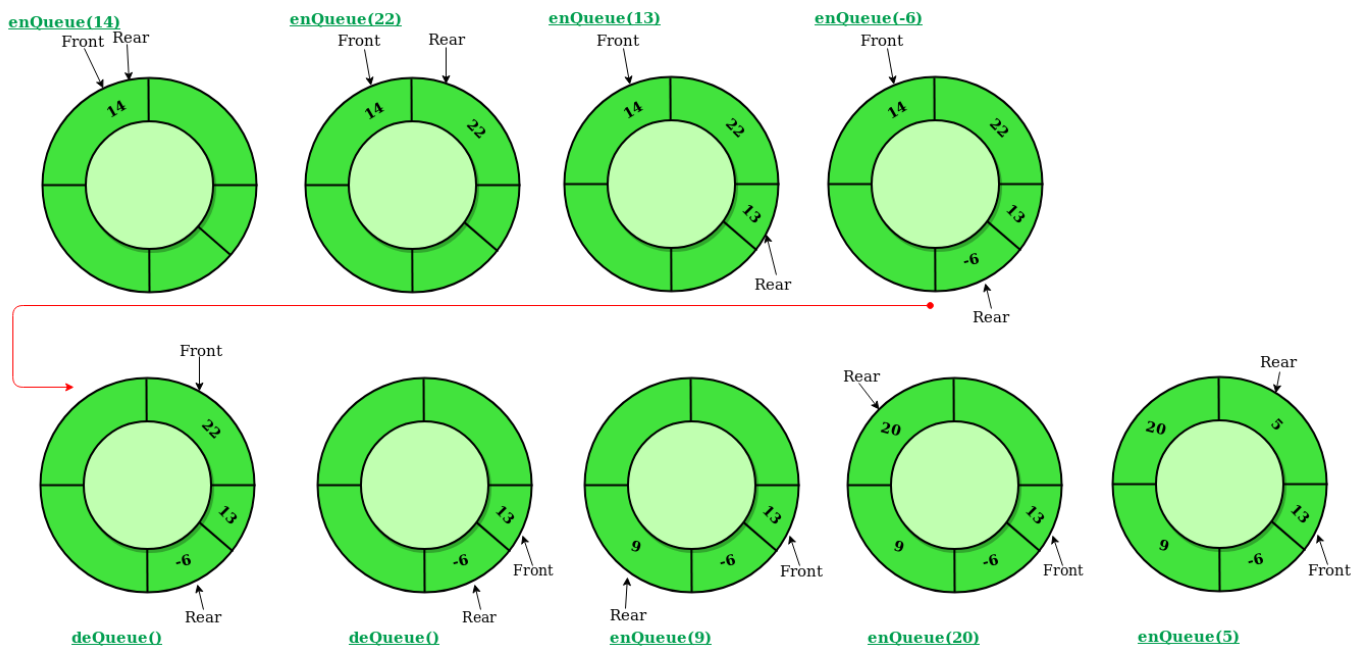 enQueue(14)
Front
Rear
14
enQueue(22)
Front
Rear
14
22
enQueue(13)
Front
14
22
13
Rear
enQueue(-6)
Front
14
22
13
-6
Rear
Front
22
13
-6
Rear
deQueue()
13
-6
Front
Rear
deQueue()
13
9
-6
Front
Rear
enQueue(9)
Rear
20
13
9
-6
Front
enQueue(20)
Rear
20
5
13
9
-6
Front
enQueue(5)